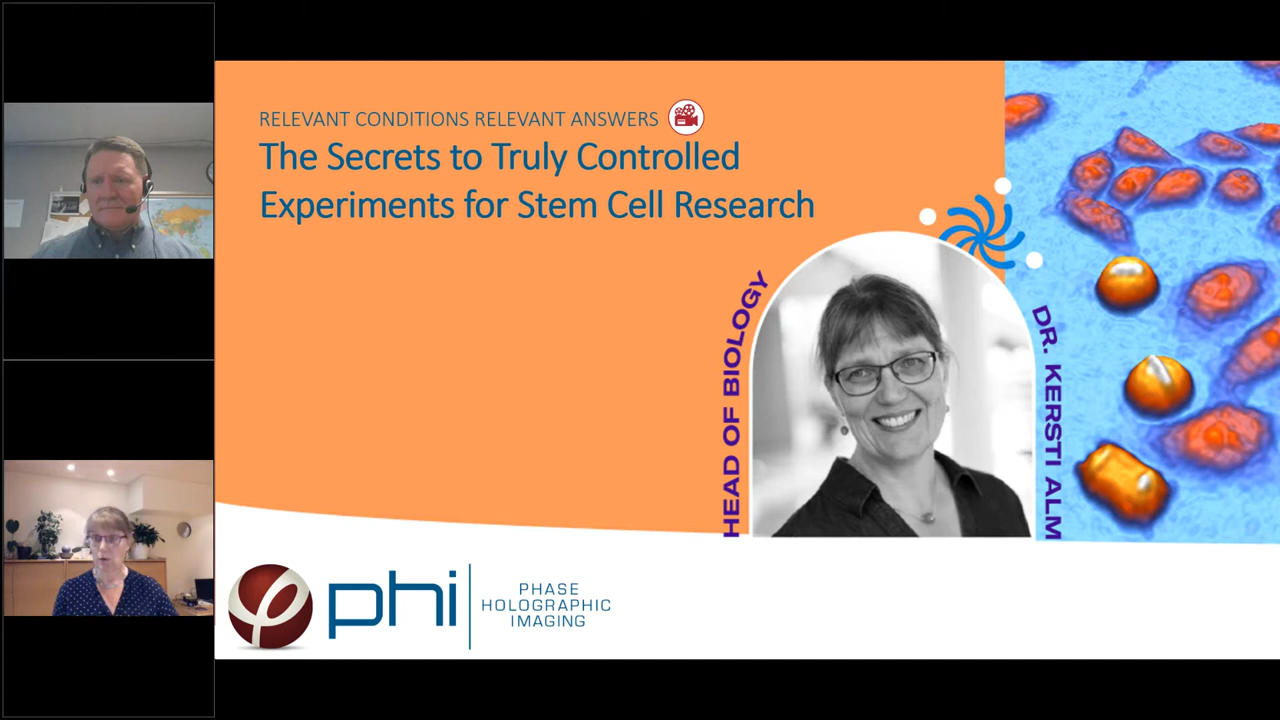 RELEVANT CONDITIONS RELEVANT ANSWERS
The Secrets to Truly Controlled
Experiments for Stem Cell Research
HEAD OF BIOLOGY
DR. KERSTI ALM
phi
PHASE
HOLOGRAPHIC
IMAGING